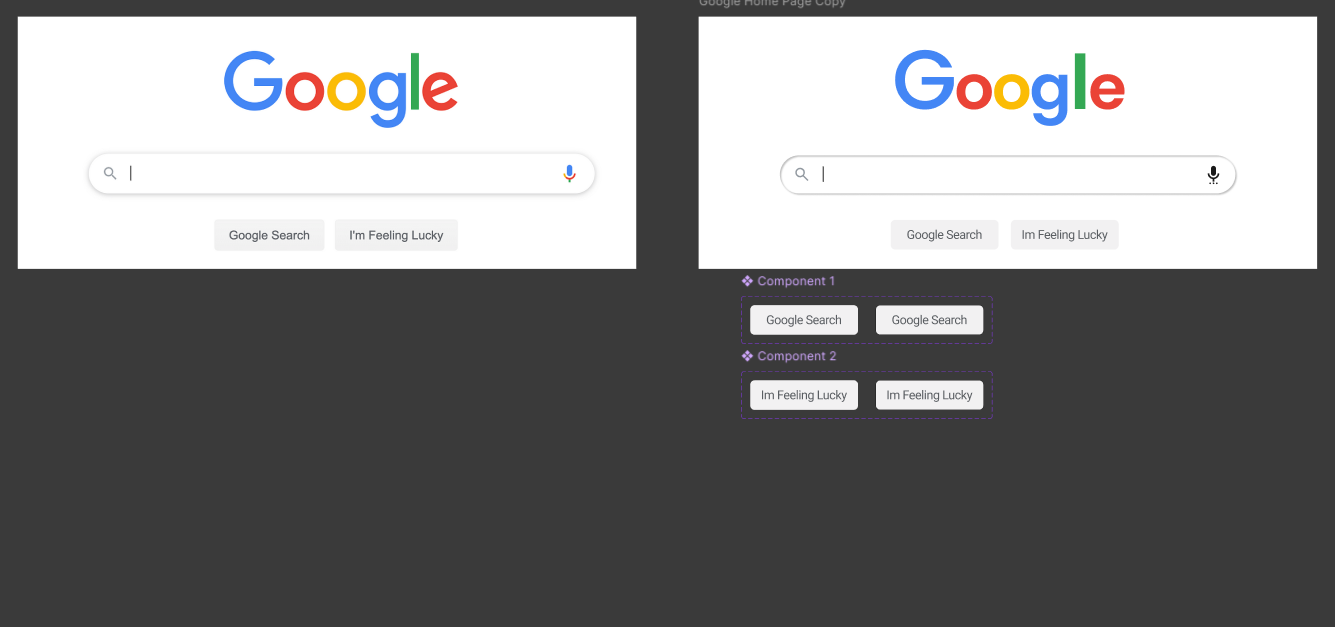 Google Home Page Copy
Google
Google Search
I'm Feeling Lucky
Google
Google Search
Im Feeling Lucky
Component 1
Google Search
Google Search
Component 2
Im Feeling Lucky
Im Feeling Lucky